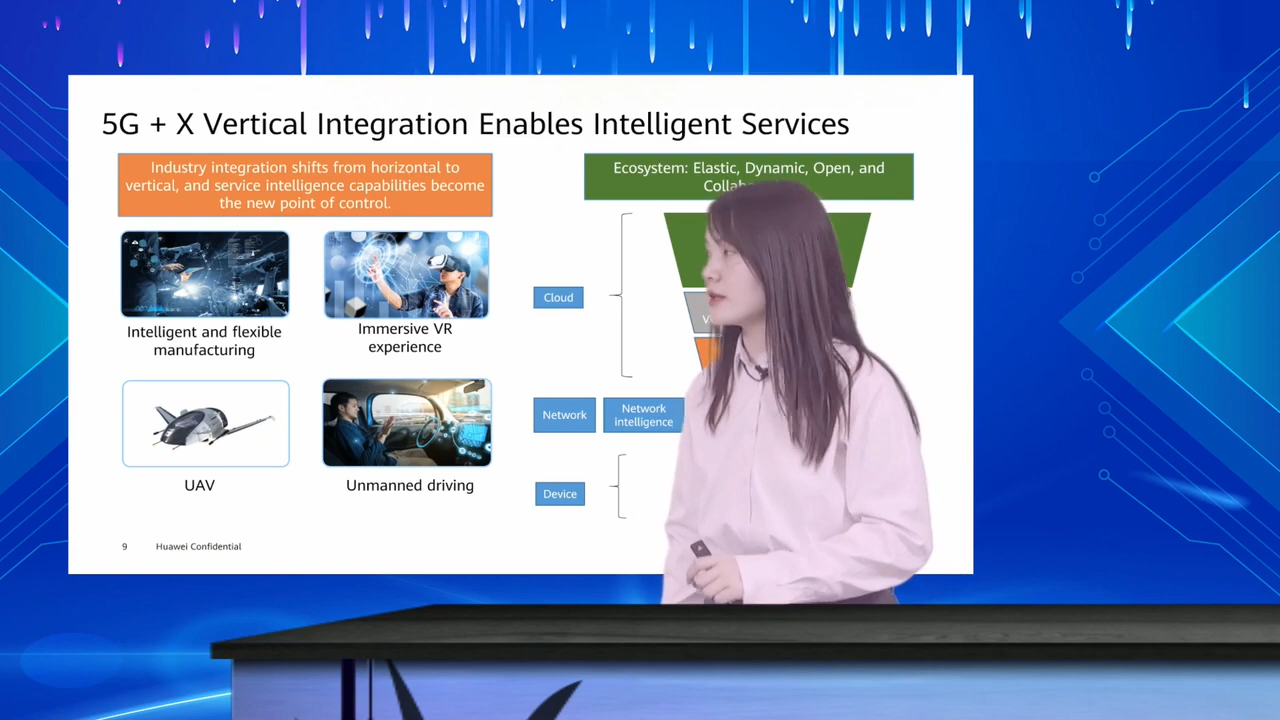 5G + X Vertical Integration Enables Intelligent Services
Industry integration shifts from horizontal to
vertical, and service intelligence capabilities become
the new point of control.
Ecosystem: Elastic, Dynamic, Open, and
Intelligent and flexible
manufacturing
Immersive VR
experience
Cloud
Network
Network
intelligence
UAV
Unmanned driving
Device
9
Huawei Confidential